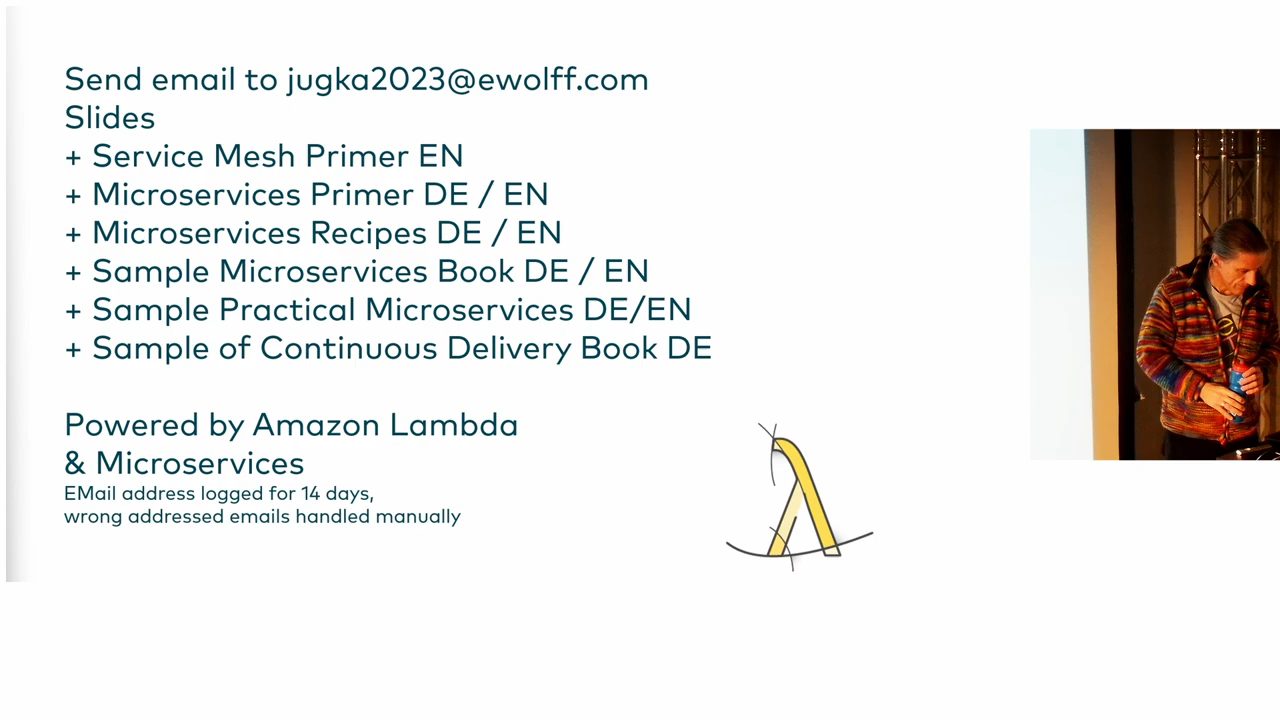 Send email to jugka2023@ewolff.com
Slides
+ Service Mesh Primer EN
+ Microservices Primer DE / EN
+ Microservices Recipes DE / EN
+ Sample Microservices Book DE / EN
+ Sample Practical Microservices DE/EN
+ Sample of Continuous Delivery Book DE
Powered by Amazon Lambda
& Microservices
EMail address logged for 14 days,
wrong addressed emails handled manually